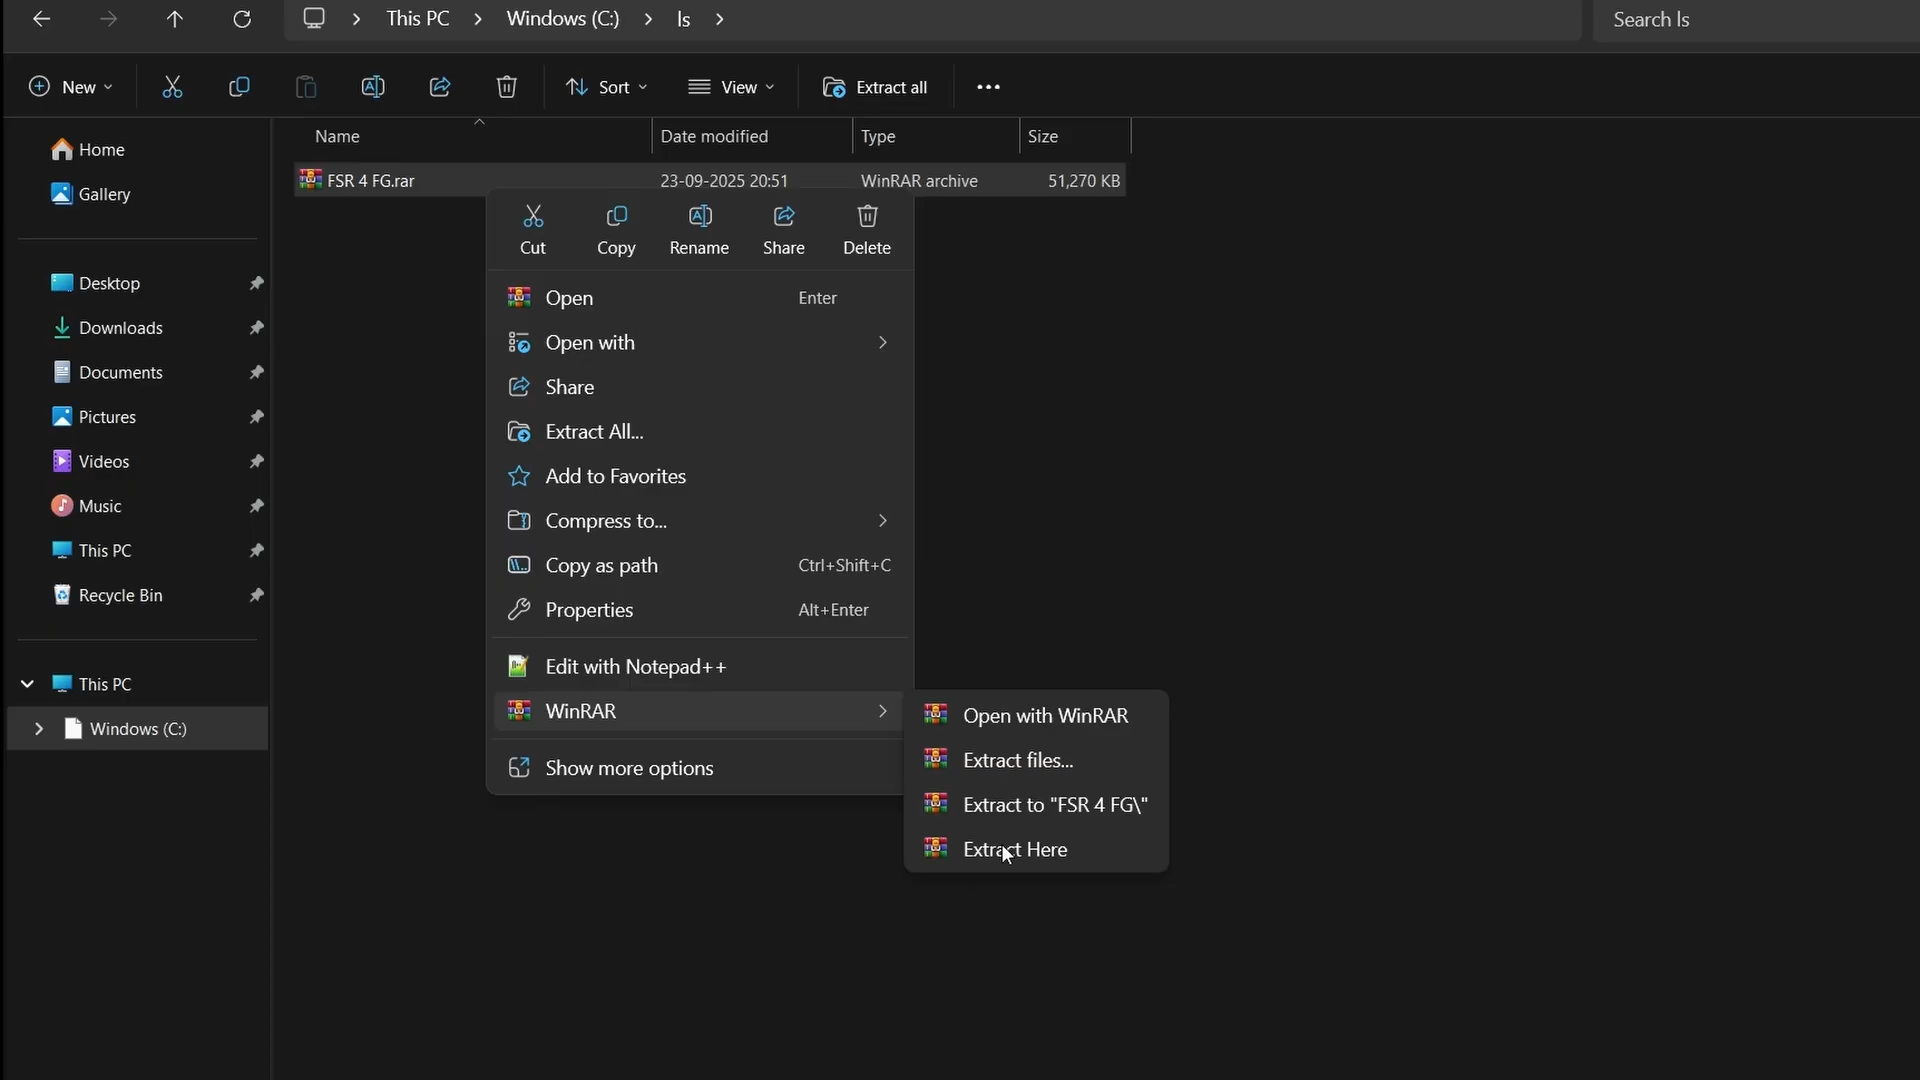 This PC > Windows (C:) > ls >
Search ls
New
Sort
View
Extract all
Name
Date modified
Type
Size
Home
Gallery
Desktop
Downloads
Documents
Pictures
Videos
Music
This PC
Recycle Bin
This PC
Windows (C:)
FSR 4 FG.rar 23-09-2025 20:51 WinRAR archive 51,270 KB
Cut Copy Rename Share Delete
Open Enter
Open with
Share
Extract All...
Add to Favorites
Compress to...
Copy as path Ctrl+Shift+C
Properties Alt+Enter
Edit with Notepad++
WinRAR
Show more options
Open with WinRAR
Extract files...
Extract to "FSR 4 FG\"
Extract Here